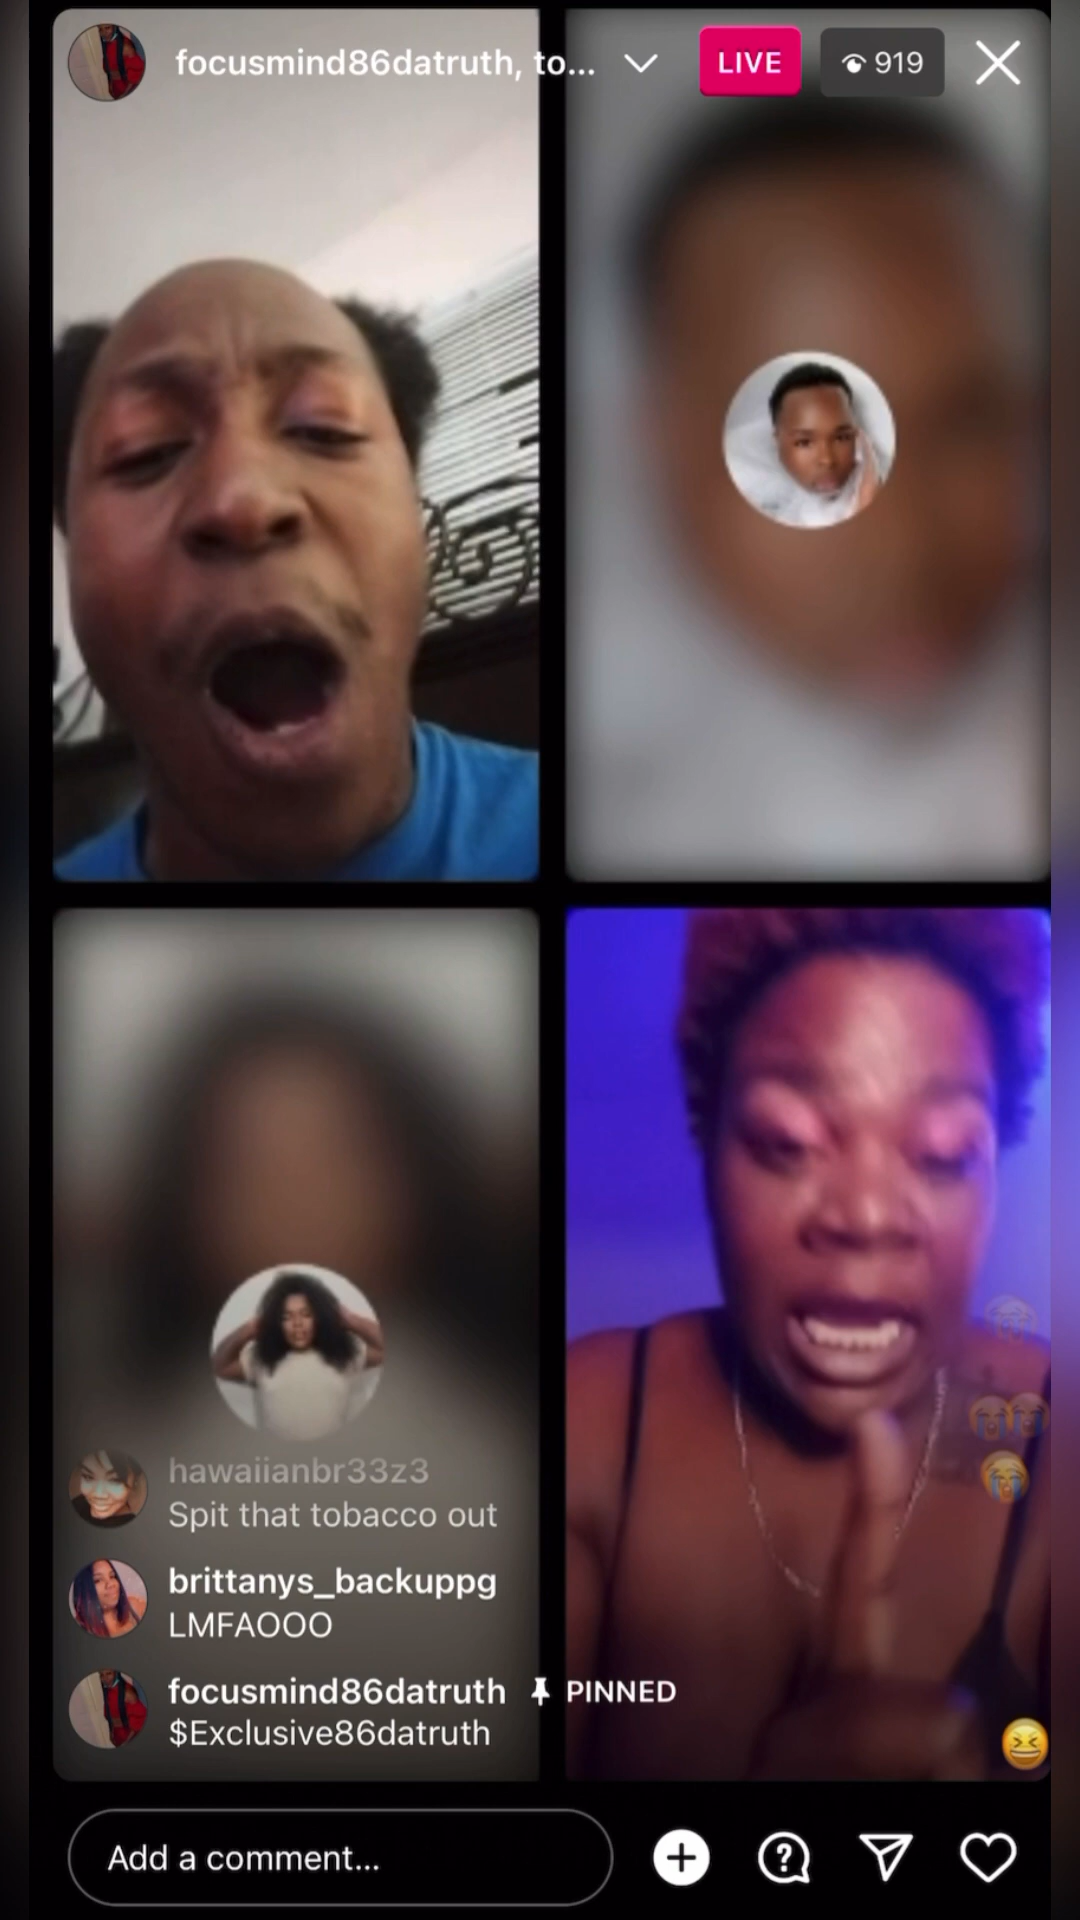 focusmind86datruth, to...
LIVE
919
hawaiianbr33z3
Spit that tobacco out
brittanys_backuppg
LMFAOOO
focusmind86datruth PINNED
$Exclusive86datruth
Add a comment...